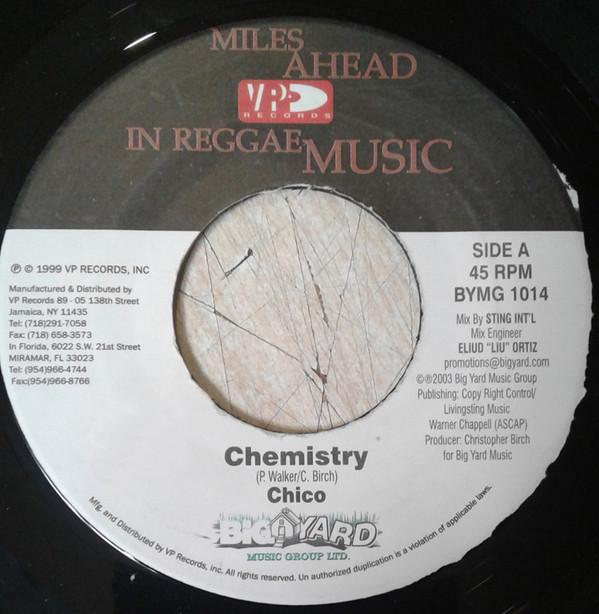 MILES
AHEAD
VP
RECORDS
IN REGGAE
MUSIC
℗ © 1999 VP RECORDS, INC
Manufactured & Distributed by
VP Records 89 - 05 138th Street
Jamaica, NY 11435
Tel: (718)291-7058
Fax: (718) 658-3573
In Florida, 6022 S.W. 21st Street
MIRAMAR, FL 33023
Tel: (954)966-4744
Fax:(954)966-8766
SIDE A
45 RPM
BYMG 1014
Mix By STING INT'L
Mix Engineer
ELIUD "LIU" ORTIZ
promotions@bigyard.com
©℗2003 Big Yard Music Group
Publishing: Copy Right Control/
Livingsting Music
Warner Chappell (ASCAP)
Producer: Christopher Birch
for Big Yard Music
Chemistry
(P. Walker/C. Birch)
Chico
BIG YARD
MUSIC GROUP LTD.
Mfg. and Distributed by VP Records, inc. All rights reserved. Un authorized duplication is a violation of applicable laws.